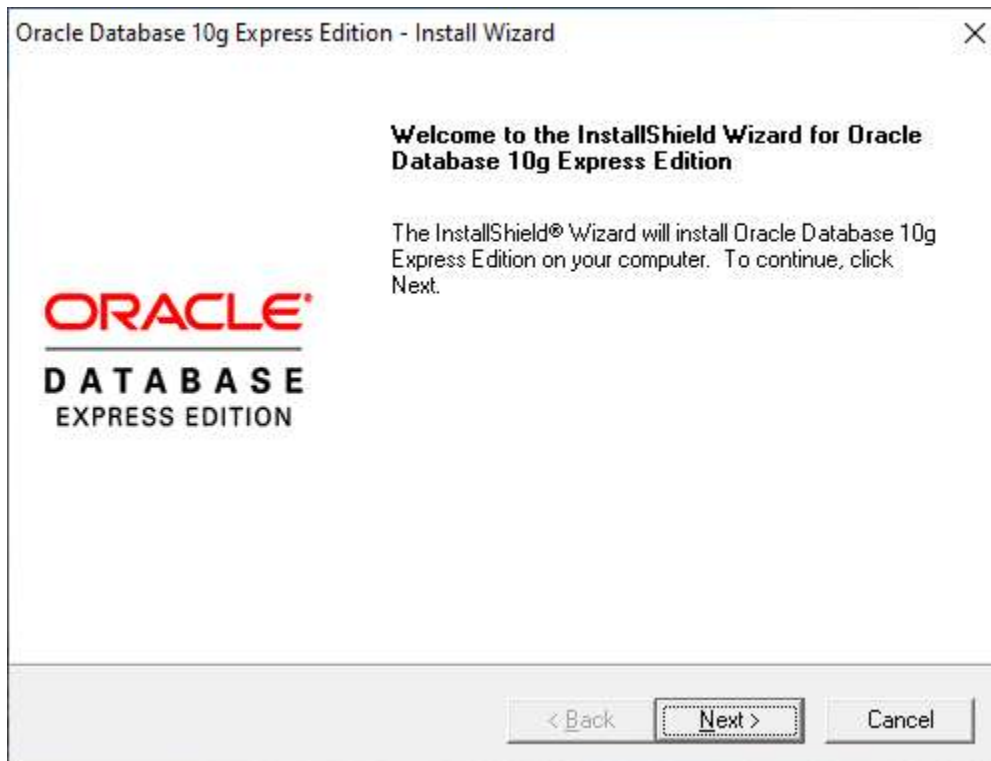 Oracle Database 10g Express Edition - Install Wizard
Welcome to the InstallShield Wizard for Oracle
Database 10g Express Edition
The InstallShield® Wizard will install Oracle Database 10g
Express Edition on your computer. To continue, click
Next.
ORACLE
DATABASE
EXPRESS EDITION
< Back
Next >
Cancel